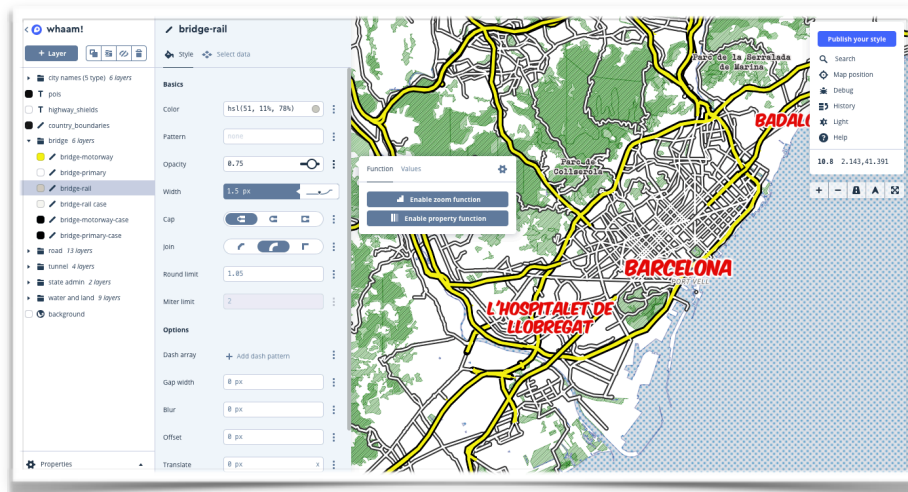 whaam!
+ Layer
city names (5 type) 6 layers
T pois
T highway_shields
country_boundaries
bridge 6 layers
bridge-motorway
bridge-primary
bridge-rail
bridge-rail case
bridge-motorway-case
bridge-primary-case
road 13 layers
tunnel 4 layers
state admin 2 layers
water and land 9 layers
background
Properties
bridge-rail
Style
Select data
Basics
Color
hsl(51, 11%, 78%)
Pattern
none
Opacity
0.75
Width
1.5 px
Cap
Join
Round limit
1.05
Miter limit
2
Options
Dash array
+ Add dash pattern
Gap width
0 px
Blur
0 px
Offset
0 px
Translate
0 px
x
Function
Values
Enable zoom function
Enable property function
Parc de la Serralada
de Marina
BADALO
Parc de
Collserola
BARCELONA
PORT VELL
L'HOSPITALET DE
LLOBREGAT
Publish your style
Search
Map position
Debug
History
Light
Help
10.8 2.143,41.391